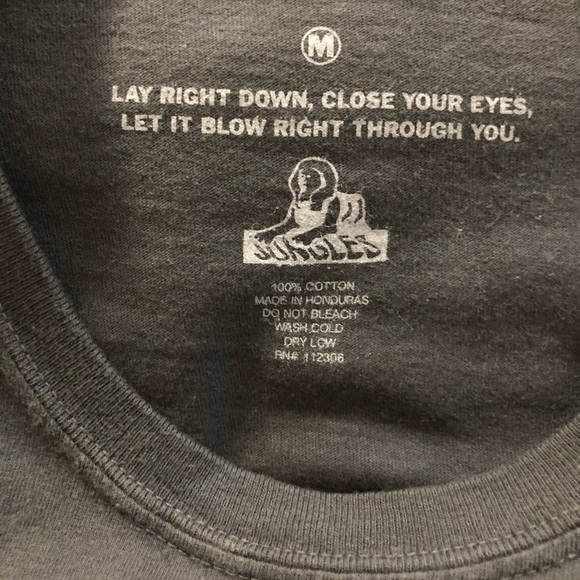 M
LAY RIGHT DOWN, CLOSE YOUR EYES,
LET IT BLOW RIGHT THROUGH YOU.
JUNGLES
100% COTTON
MADE IN HONDURAS
DO NOT BLEACH
WASH COLD
DRY LOW
RN# 112306